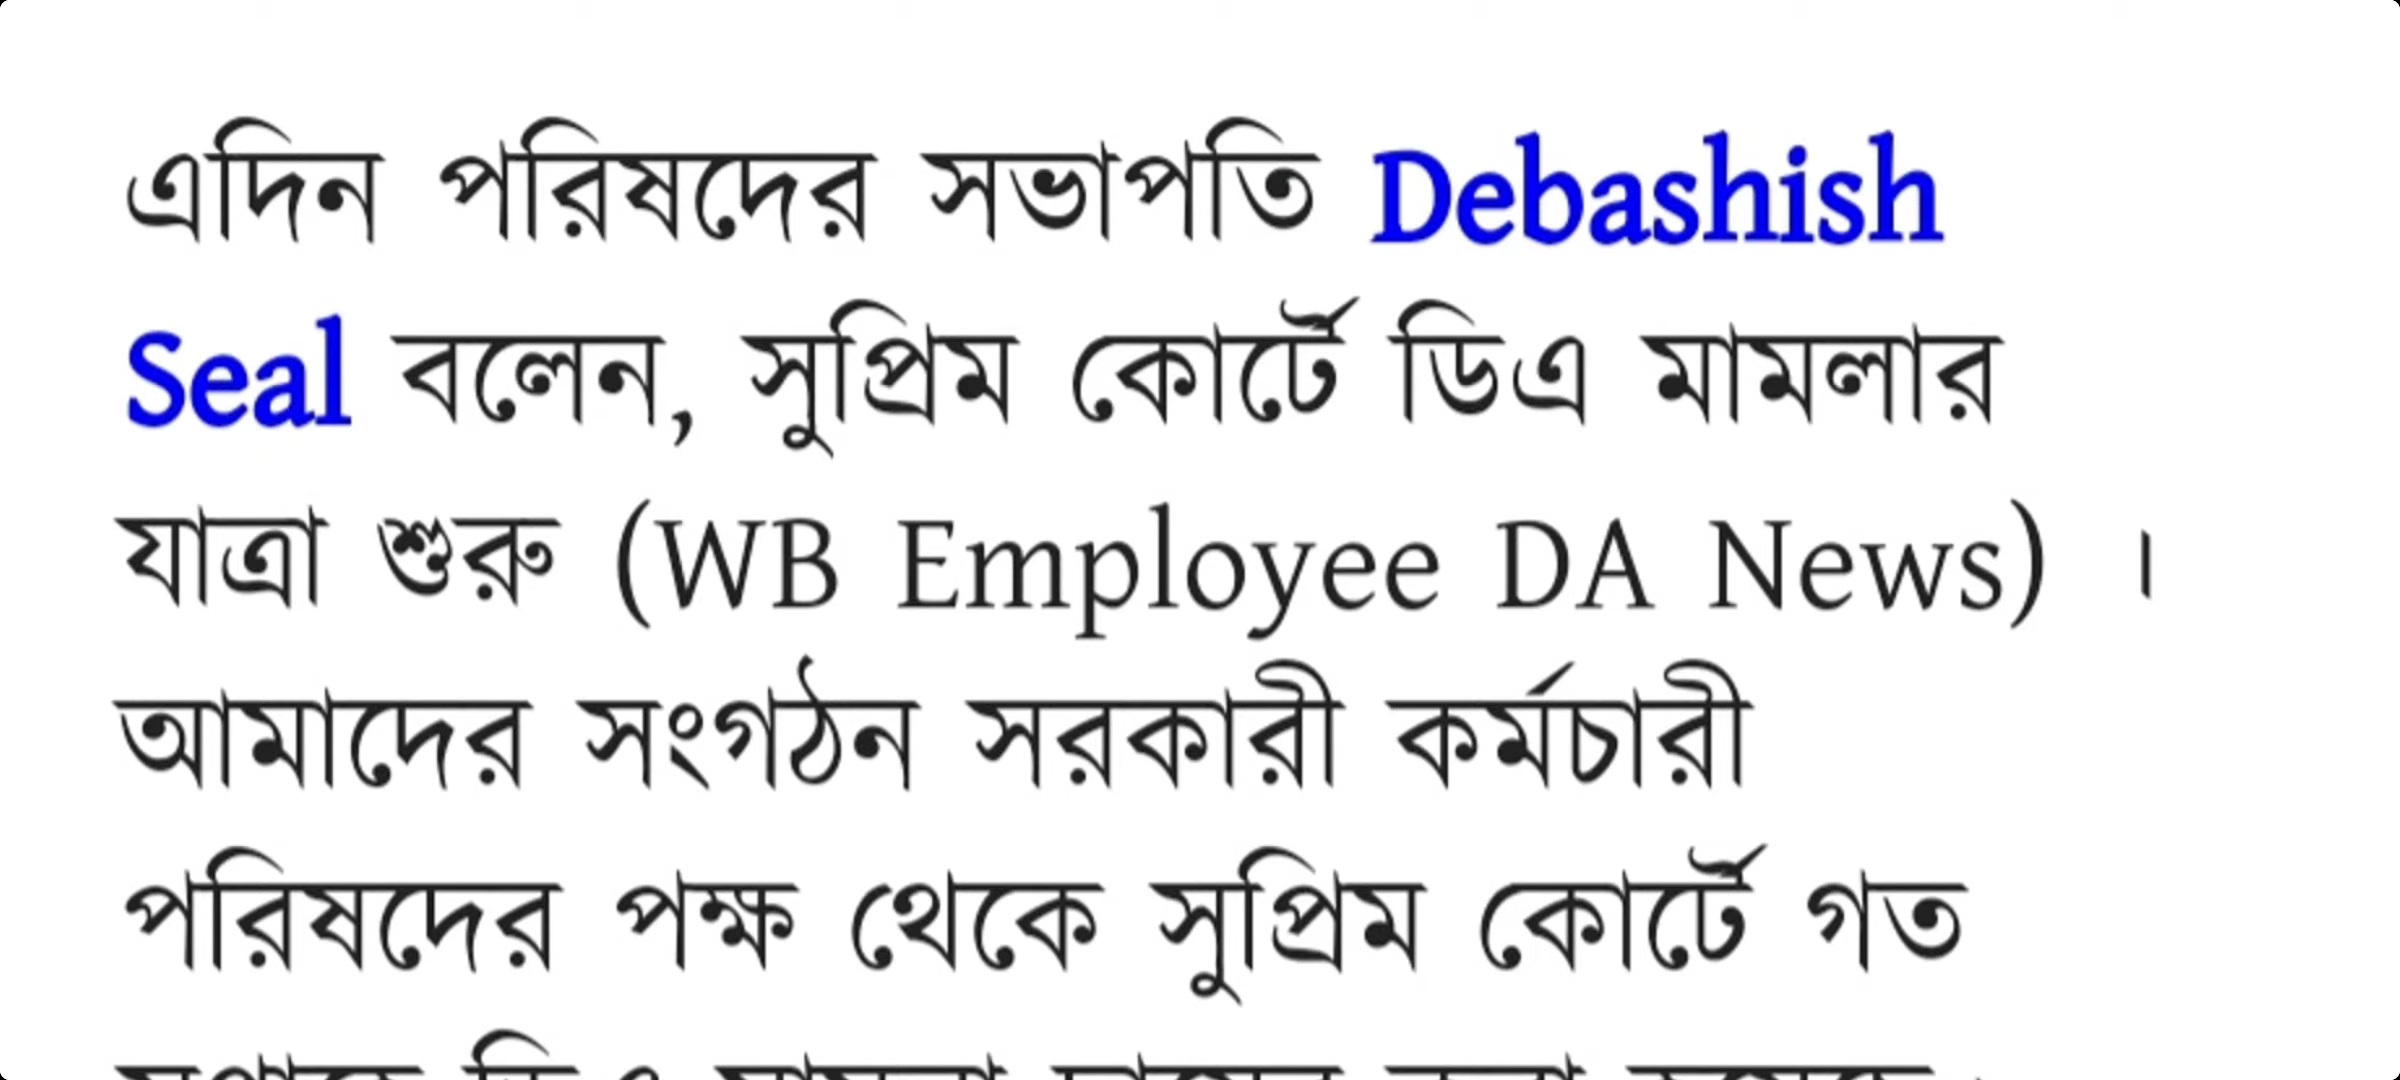 এদিন পরিষদের সভাপতি Debashish
Seal বলেন, সুপ্রিম কোর্টে ডিএ মামলার
যাত্রা শুরু (WB Employee DA News) ।
আমাদের সংগঠন সরকারী কর্মচারী
পরিষদের পক্ষ থেকে সুপ্রিম কোর্টে গত